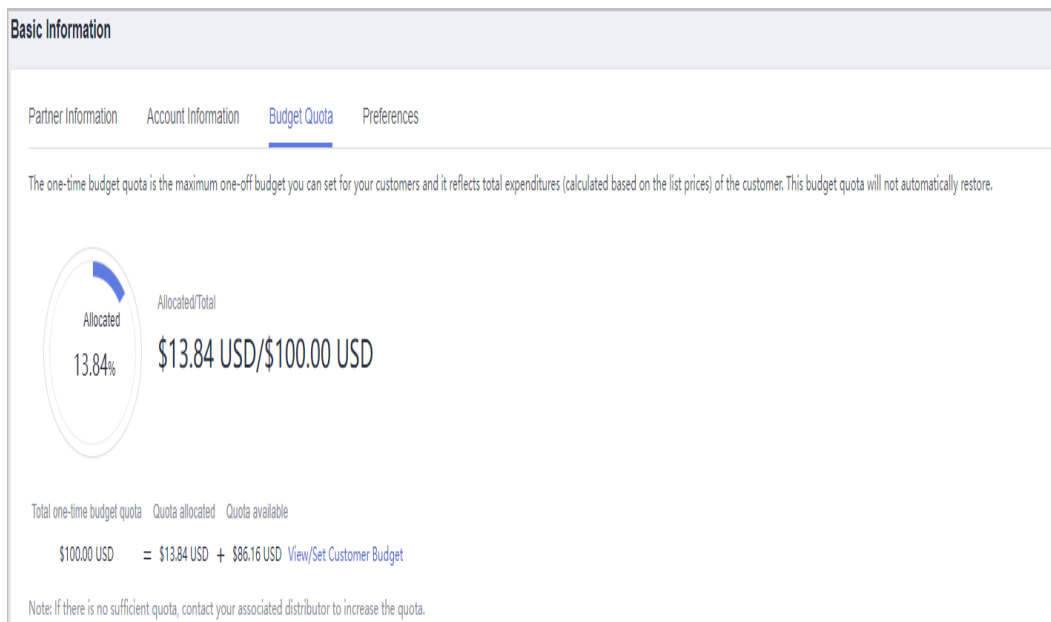 Basic Information
Partner Information Account Information Budget Quota Preferences
The one-time budget quota is the maximum one-off budget you can set for your customers and it reflects total expenditures (calculated based on the list prices) of the customer. This budget quota will not automatically restore.
Allocated
13.84%
Allocated/Total
$13.84 USD/$100.00 USD
Total one-time budget quota Quota allocated Quota available
$100.00 USD = $13.84 USD + $86.16 USD View/Set Customer Budget
Note: If there is no sufficient quota, contact your associated distributor to increase the quota.